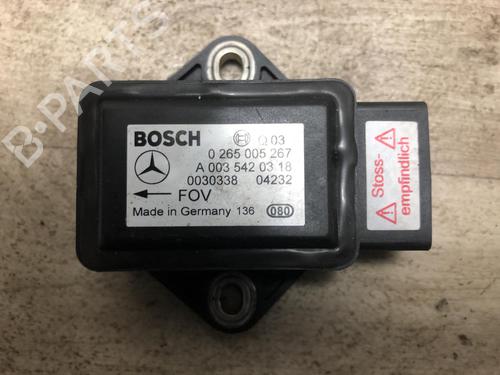 B-PARTS
BOSCH Q 03
0 265 005 267
A 003 542 03 18
0030338 04232
FOV
Made in Germany 136 080
Stoss-
empfindlich